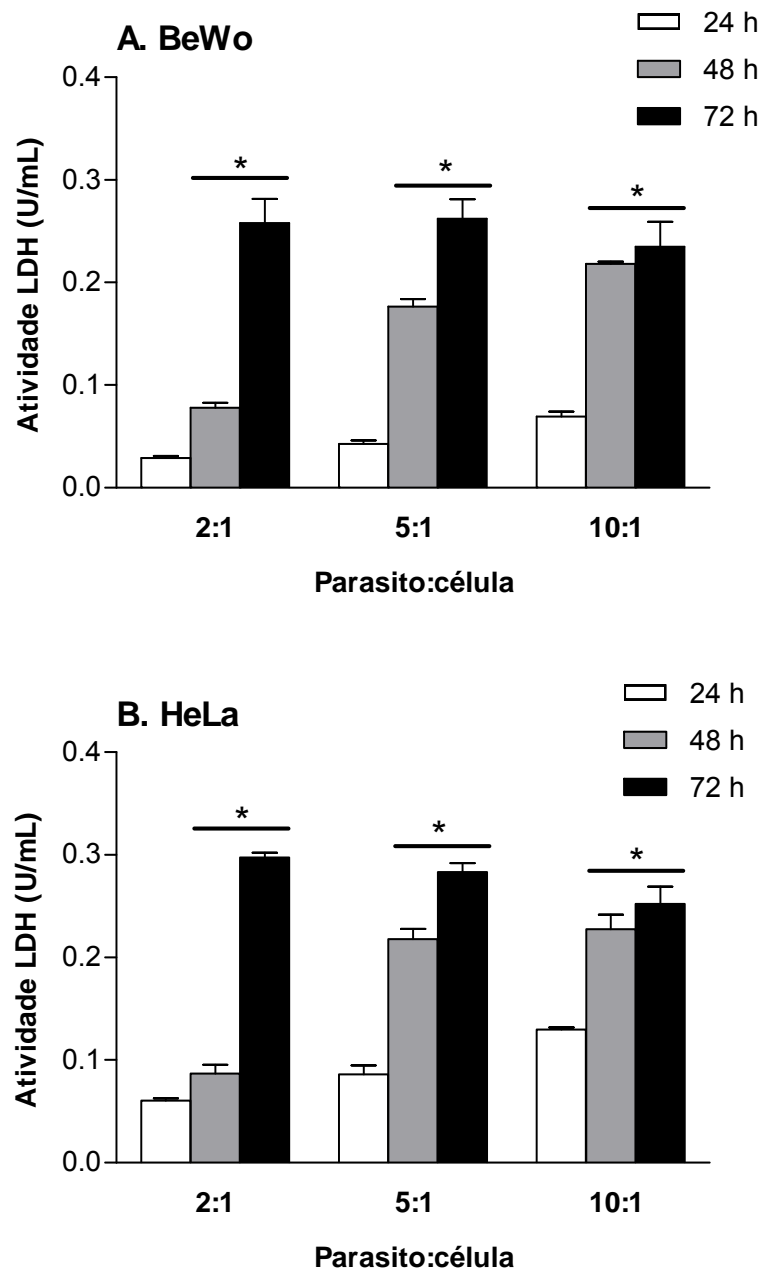 A. BeWo
24 h
48 h
72 h
Atividade LDH (U/mL)
0.4
0.3
0.2
0.1
0.0
*
*
*
2:1 5:1 10:1
Parasito:célula
B. HeLa
24 h
48 h
72 h
Atividade LDH (U/mL)
0.4
0.3
0.2
0.1
0.0
*
*
*
2:1 5:1 10:1
Parasito:célula